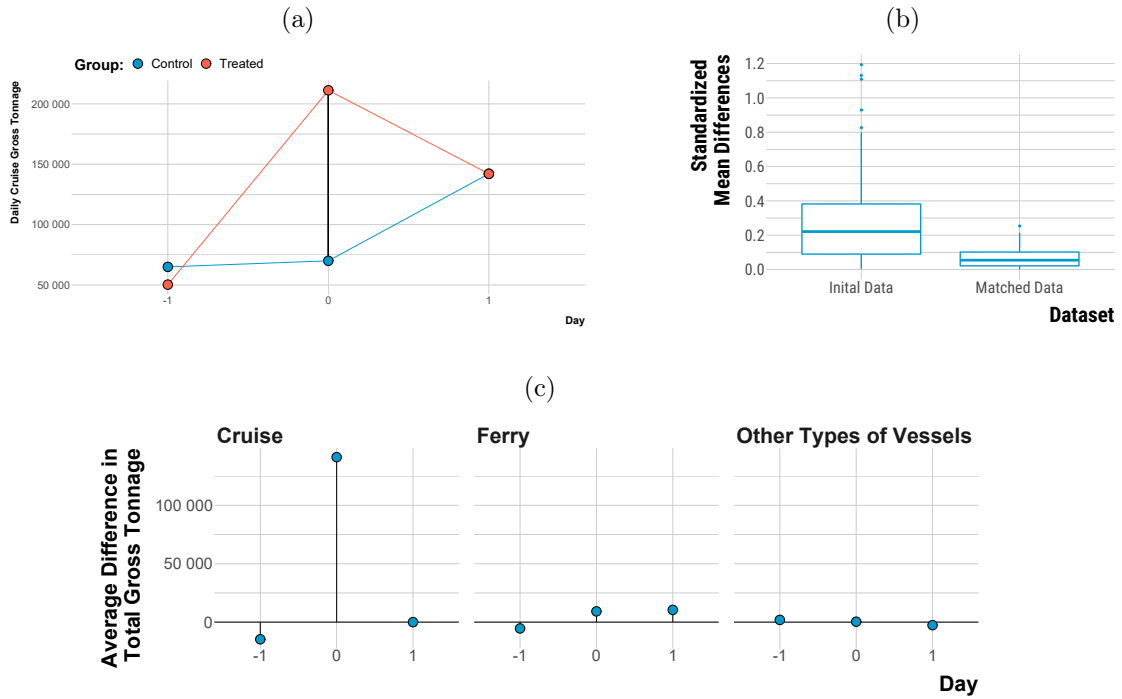 (a)
Group: Control Treated
Daily Cruise Gross Tonnage
200 000
150 000
100 000
50 000
-1 0 1
Day
(b)
Standardized
Mean Differences
1.2
1.0
0.8
0.6
0.4
0.2
0.0
Inital Data Matched Data
Dataset
(c)
Cruise Ferry Other Types of Vessels
Average Difference in
Total Gross Tonnage
100 000
50 000
0
-1 0 1 -1 0 1 -1 0 1
Day